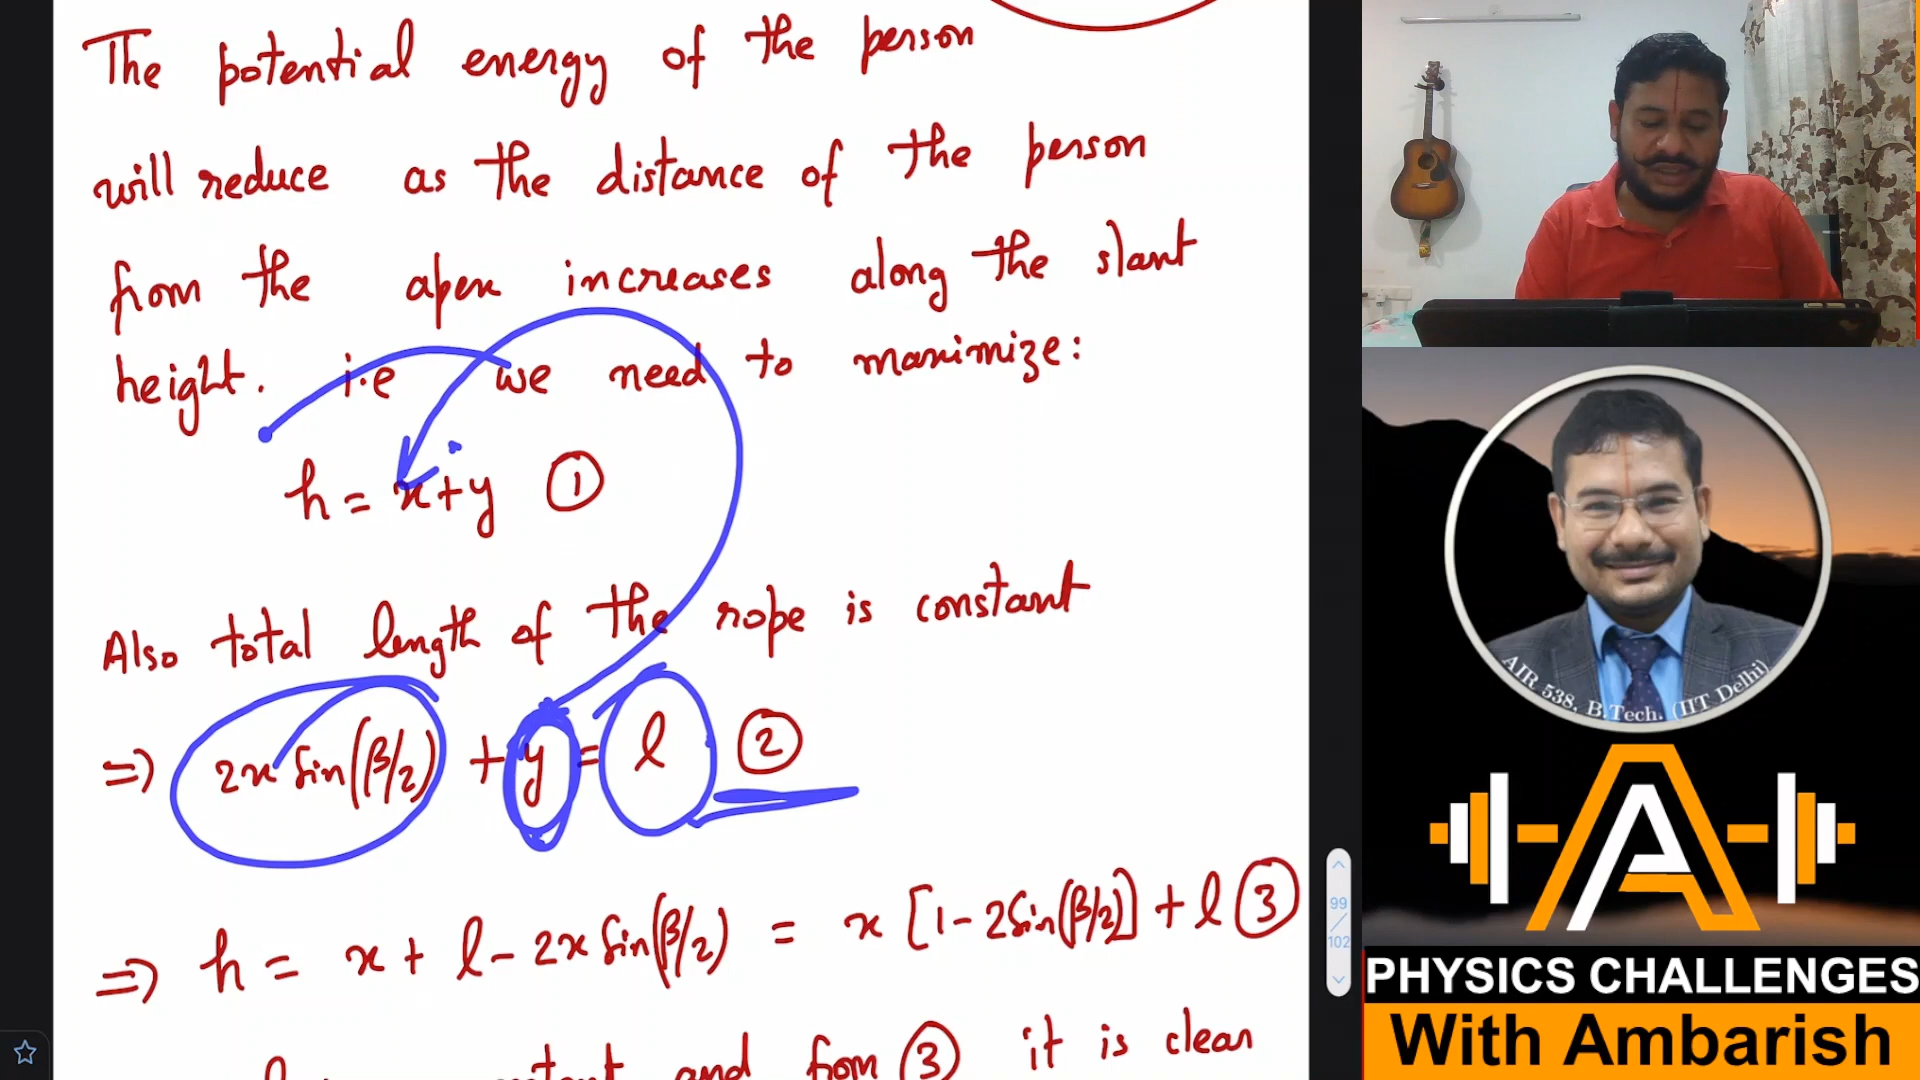 The potential energy of the person
will reduce as the distance of the person
from the apex increases along the slant
height. i.e we need to maximize:
h = x+y ①
Also total length of the rope is constant
=> 2x Sin(β/2) + y = l ②
=> h = x + l - 2x Sin(β/2) = x [1 - 2Sin(β/2)] + l ③
and from ③ it is clear
99
/
102
AIR 538, B.Tech. (IIT Delhi)
A
PHYSICS CHALLENGES
With Ambarish